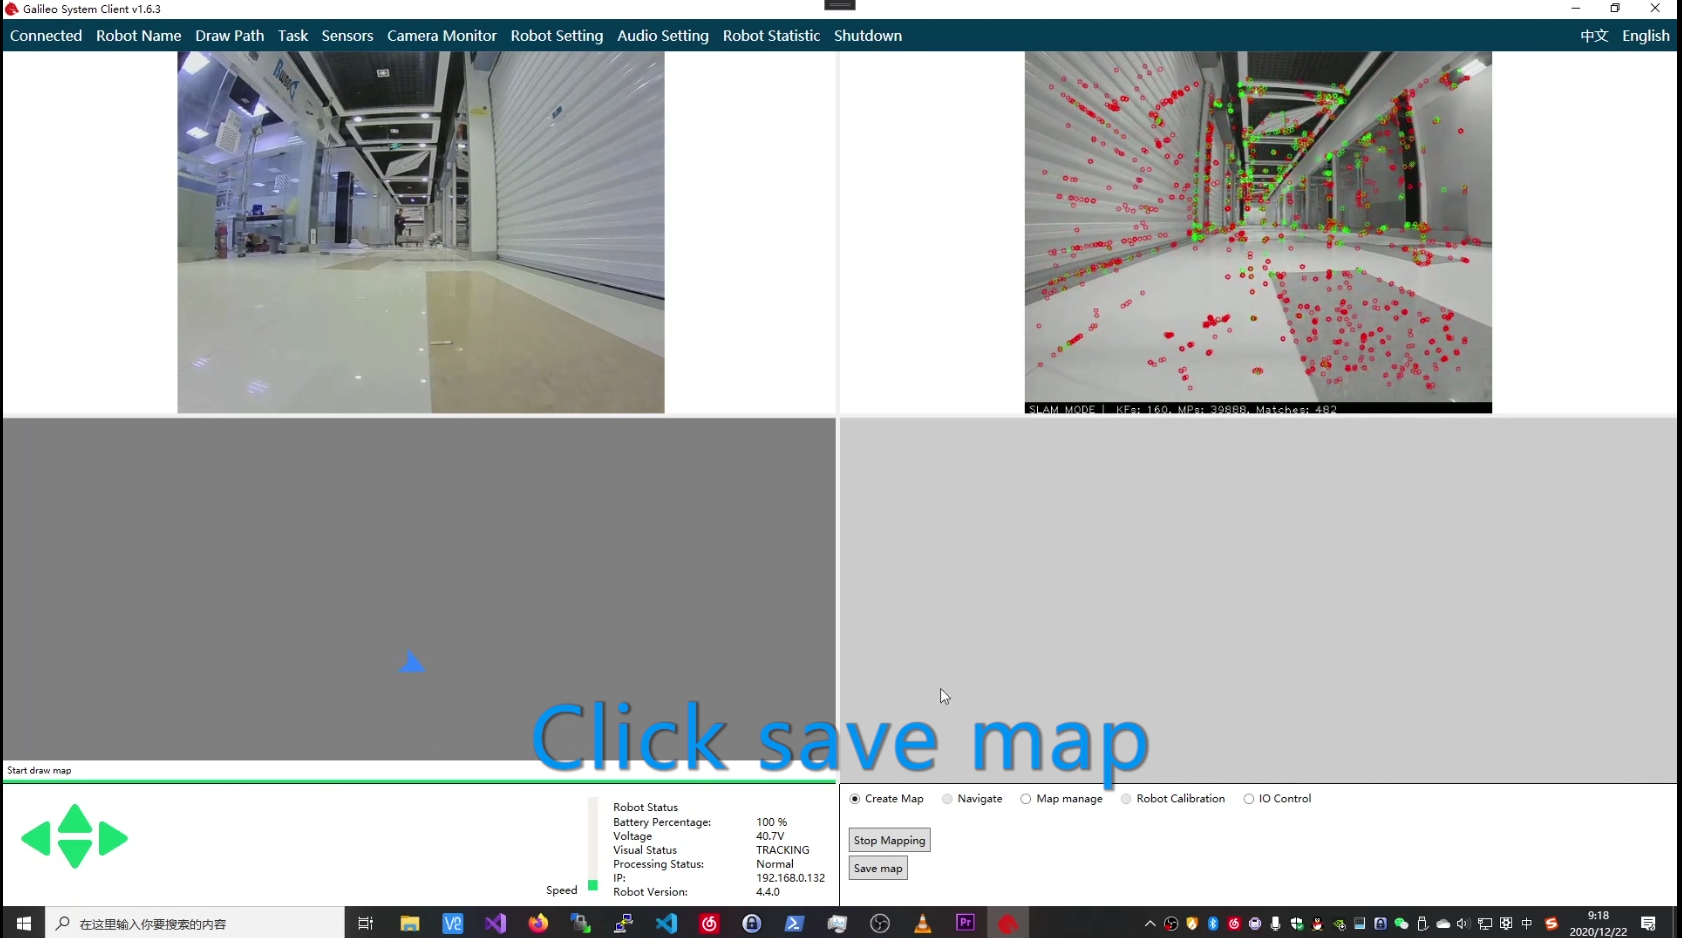 Galileo System Client v1.6.3
Connected Robot Name Draw Path Task Sensors Camera Monitor Robot Setting Audio Setting Robot Statistic Shutdown 中文 English
SLAM MODE | KFs: 160, MPs: 39888, Matches: 482
Click save map
Start draw map
Create Map Navigate Map manage Robot Calibration IO Control
Stop Mapping
Save map
Robot Status
Battery Percentage: 100 %
Voltage 40.7V
Visual Status TRACKING
Processing Status: Normal
IP: 192.168.0.132
Robot Version: 4.4.0
Speed
在这里输入你要搜索的内容
V2
Pr
中
9:18
2020/12/22